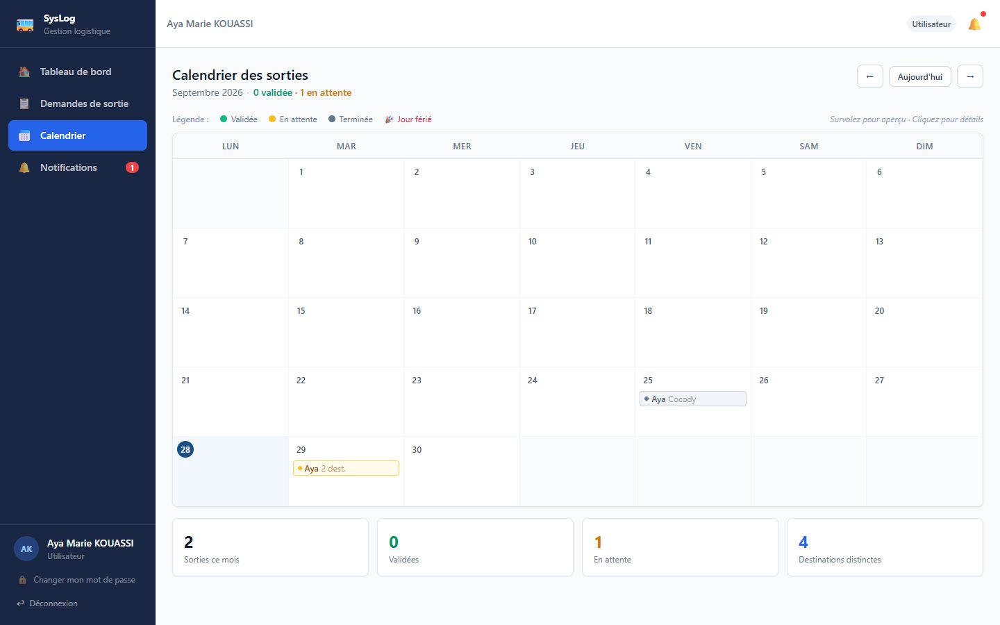 SysLog
Gestion logistique
Tableau de bord
Demandes de sortie
Calendrier
Notifications 1
AK
Aya Marie KOUASSI
Utilisateur
Changer mon mot de passe
↩ Déconnexion
Aya Marie KOUASSI
Utilisateur
Calendrier des sorties
Septembre 2026 · 0 validée · 1 en attente
← Aujourd'hui →
Légende : Validée En attente Terminée Jour férié
Survolez pour aperçu · Cliquez pour détails
LUN MAR MER JEU VEN SAM DIM
1 2 3 4 5 6
7 8 9 10 11 12 13
14 15 16 17 18 19 20
21 22 23 24 25 26 27
Aya Cocody
28 29 30
Aya 2 dest.
2
Sorties ce mois
0
Validées
1
En attente
4
Destinations distinctes